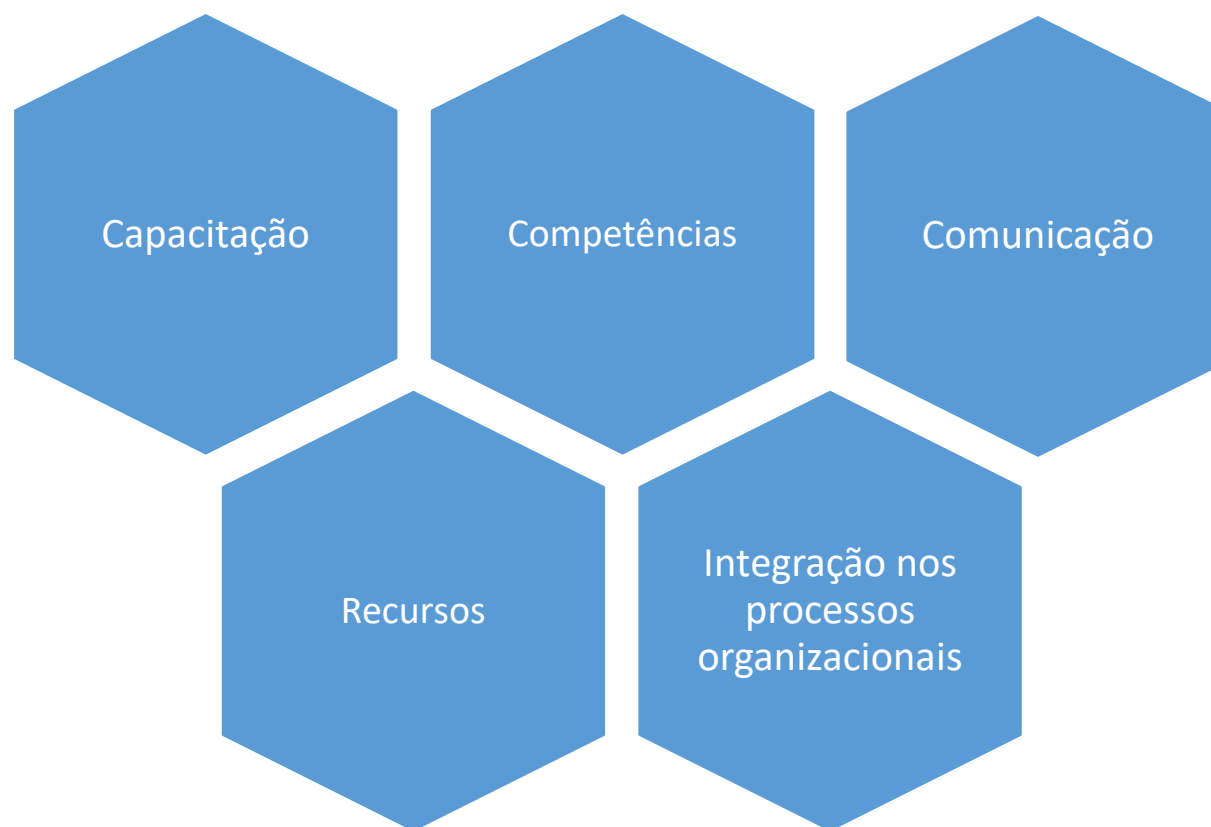 Capacitação
Competências
Comunicação
Recursos
Integração nos
processos
organizacionais